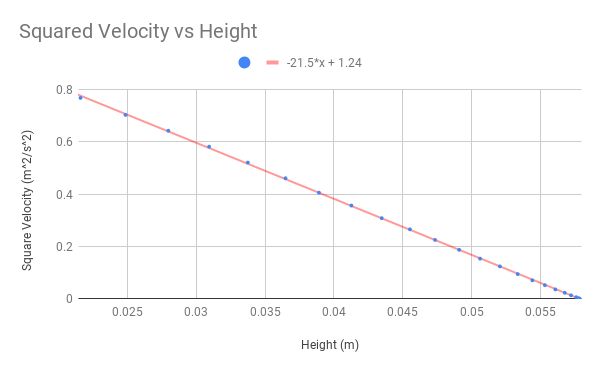 Squared Velocity vs Height
-21.5*x + 1.24
Square Velocity (m^2/s^2)
0.8
0.6
0.4
0.2
0
0.025 0.03 0.035 0.04 0.045 0.05 0.055
Height (m)